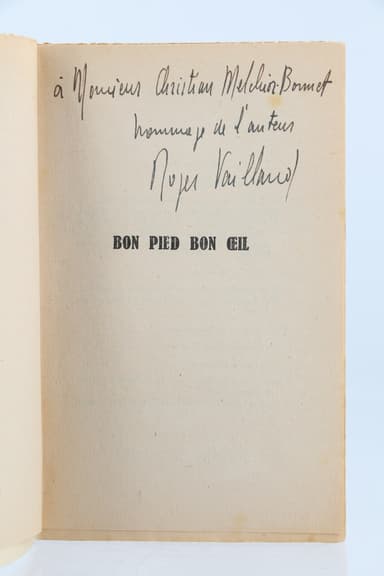 à Monsieur Christian Melchior-Bonnet
hommage de l'auteur
Roger Vailland
BON PIED BON ŒIL